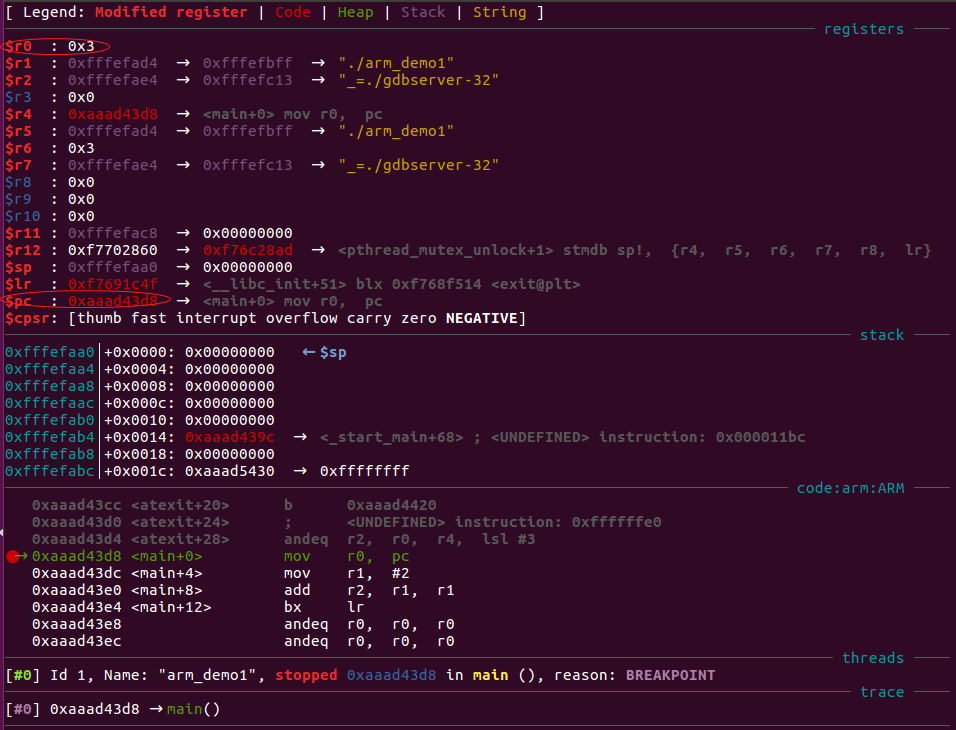 [ Legend: Modified register | Code | Heap | Stack | String ]
registers
$r0  : 0x3
$r1  : 0xfffefad4  →  0xfffefbff  →  "./arm_demo1"
$r2  : 0xfffefae4  →  0xfffefc13  →  "_=./gdbserver-32"
$r3  : 0x0
$r4  : 0xaaad43d8  →  <main+0> mov r0,  pc
$r5  : 0xfffefad4  →  0xfffefbff  →  "./arm_demo1"
$r6  : 0x3
$r7  : 0xfffefae4  →  0xfffefc13  →  "_=./gdbserver-32"
$r8  : 0x0
$r9  : 0x0
$r10 : 0x0
$r11 : 0xfffefac8  →  0x00000000
$r12 : 0xf7702860  →  0xf76c28ad  →  <pthread_mutex_unlock+1> stmdb sp!,  {r4,  r5,  r6,  r7,  r8,  lr}
$sp  : 0xfffefaa0  →  0x00000000
$lr  : 0xf7691c4f  →  <__libc_init+51> blx 0xf768f514 <exit@plt>
$pc  : 0xaaad43d8  →  <main+0> mov r0,  pc
$cpsr: [thumb fast interrupt overflow carry zero NEGATIVE]
stack
0xfffefaa0│+0x0000: 0x00000000   ←$sp
0xfffefaa4│+0x0004: 0x00000000
0xfffefaa8│+0x0008: 0x00000000
0xfffefaac│+0x000c: 0x00000000
0xfffefab0│+0x0010: 0x00000000
0xfffefab4│+0x0014: 0xaaad439c  →  <_start_main+68> ; <UNDEFINED> instruction: 0x000011bc
0xfffefab8│+0x0018: 0x00000000
0xfffefabc│+0x001c: 0xaaad5430  →  0xffffffff
code:arm:ARM
0xaaad43cc <atexit+20>      b      0xaaad4420
0xaaad43d0 <atexit+24>      ;      <UNDEFINED> instruction: 0xffffffe0
0xaaad43d4 <atexit+28>      andeq  r2,  r0,  r4,  lsl #3
●→0xaaad43d8 <main+0>         mov    r0,  pc
0xaaad43dc <main+4>         mov    r1,  #2
0xaaad43e0 <main+8>         add    r2,  r1,  r1
0xaaad43e4 <main+12>        bx     lr
0xaaad43e8                  andeq  r0,  r0,  r0
0xaaad43ec                  andeq  r0,  r0,  r0
threads
[#0] Id 1, Name: "arm_demo1", stopped 0xaaad43d8 in main (), reason: BREAKPOINT
trace
[#0] 0xaaad43d8 →main()